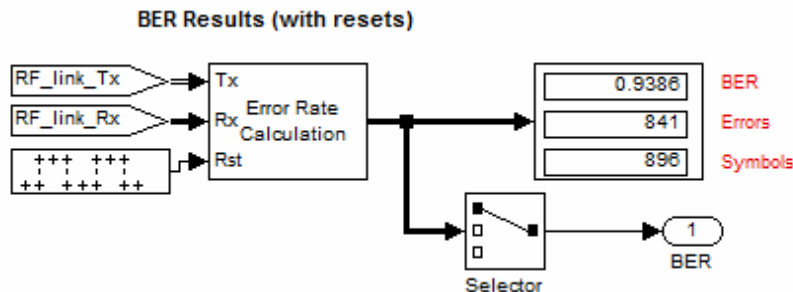 BER Results (with resets)
RF_link_Tx
RF_link_Rx
Tx
Rx
Rst
Error Rate
Calculation
0.9386
BER
841
Errors
896
Symbols
Selector
1
BER